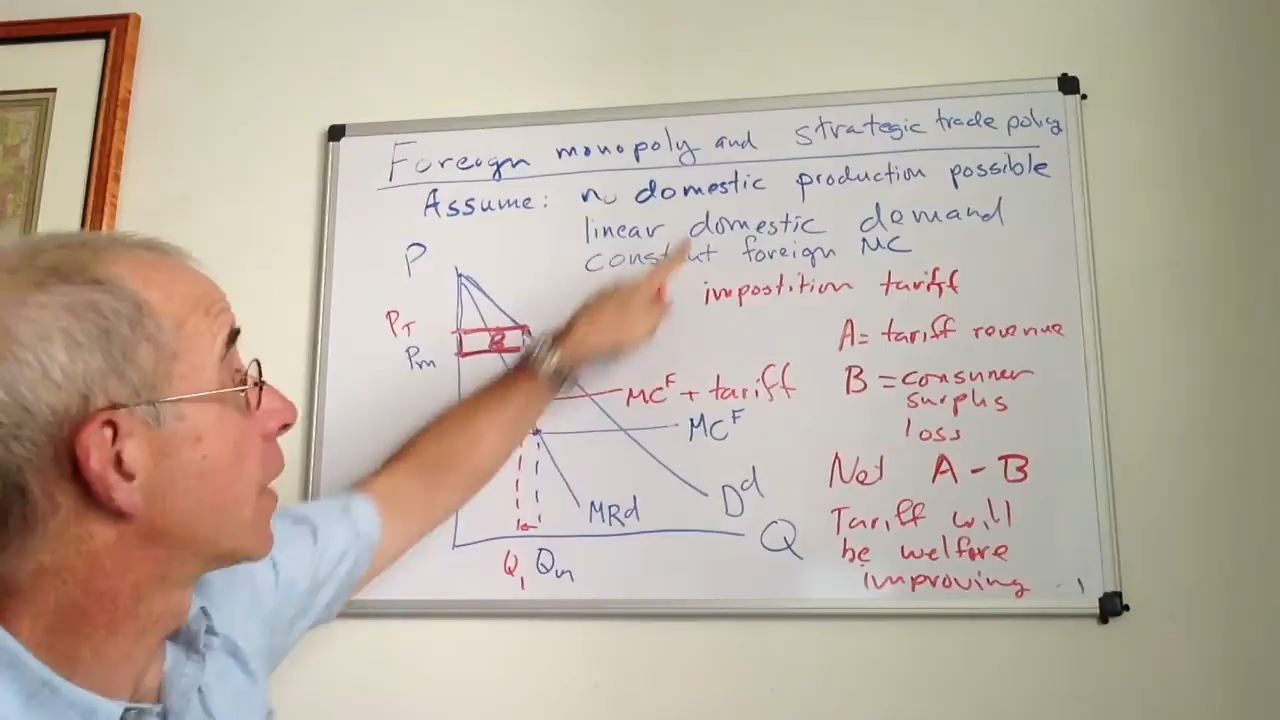 Foreign monopoly and strategic trade policy
Assume: no domestic production possible
linear domestic demand
constant foreign MC
impostition tariff
P
A = tariff revenue
PT
Pm
B
B = consumer
surplus
loss
MCF + tariff
MCF
Net A - B
Dd
MRd
Q
Tariff will
be welfare
improving
Q1 Qm